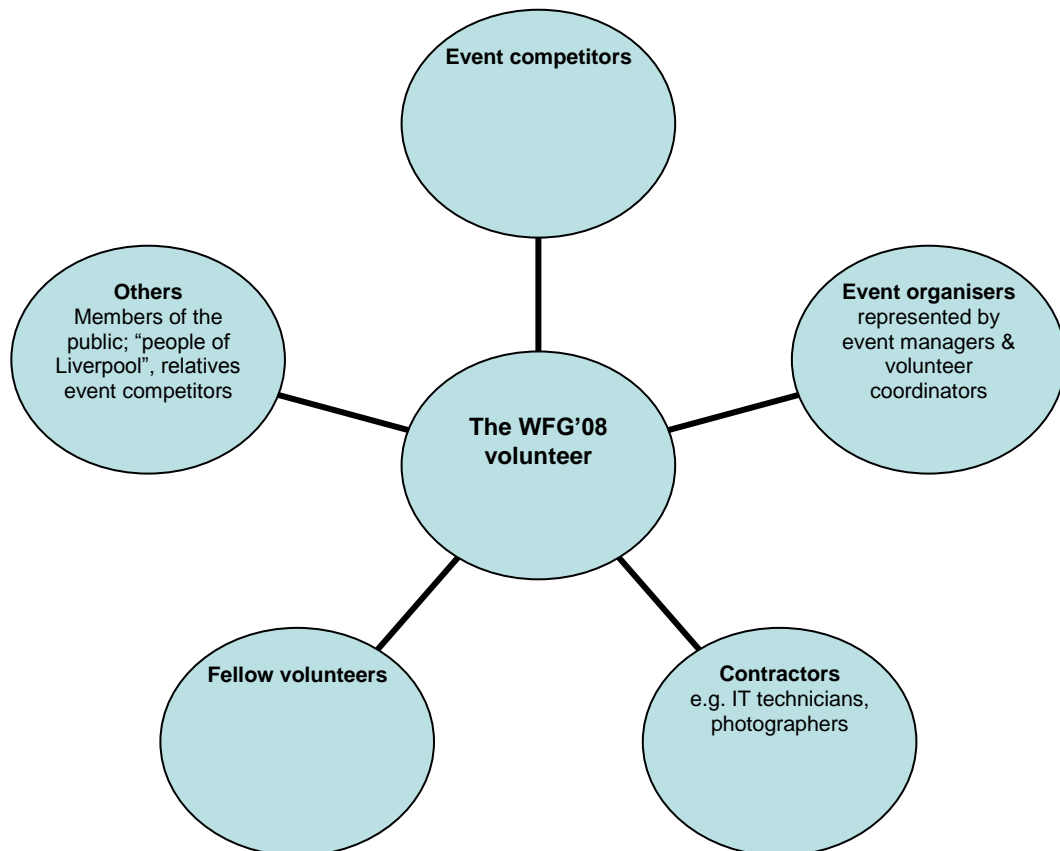 Event competitors
Others
Members of the
public; “people of
Liverpool”, relatives
event competitors
Event organisers
represented by
event managers &
volunteer
coordinators
The WFG’08
volunteer
Fellow volunteers
Contractors
e.g. IT technicians,
photographers